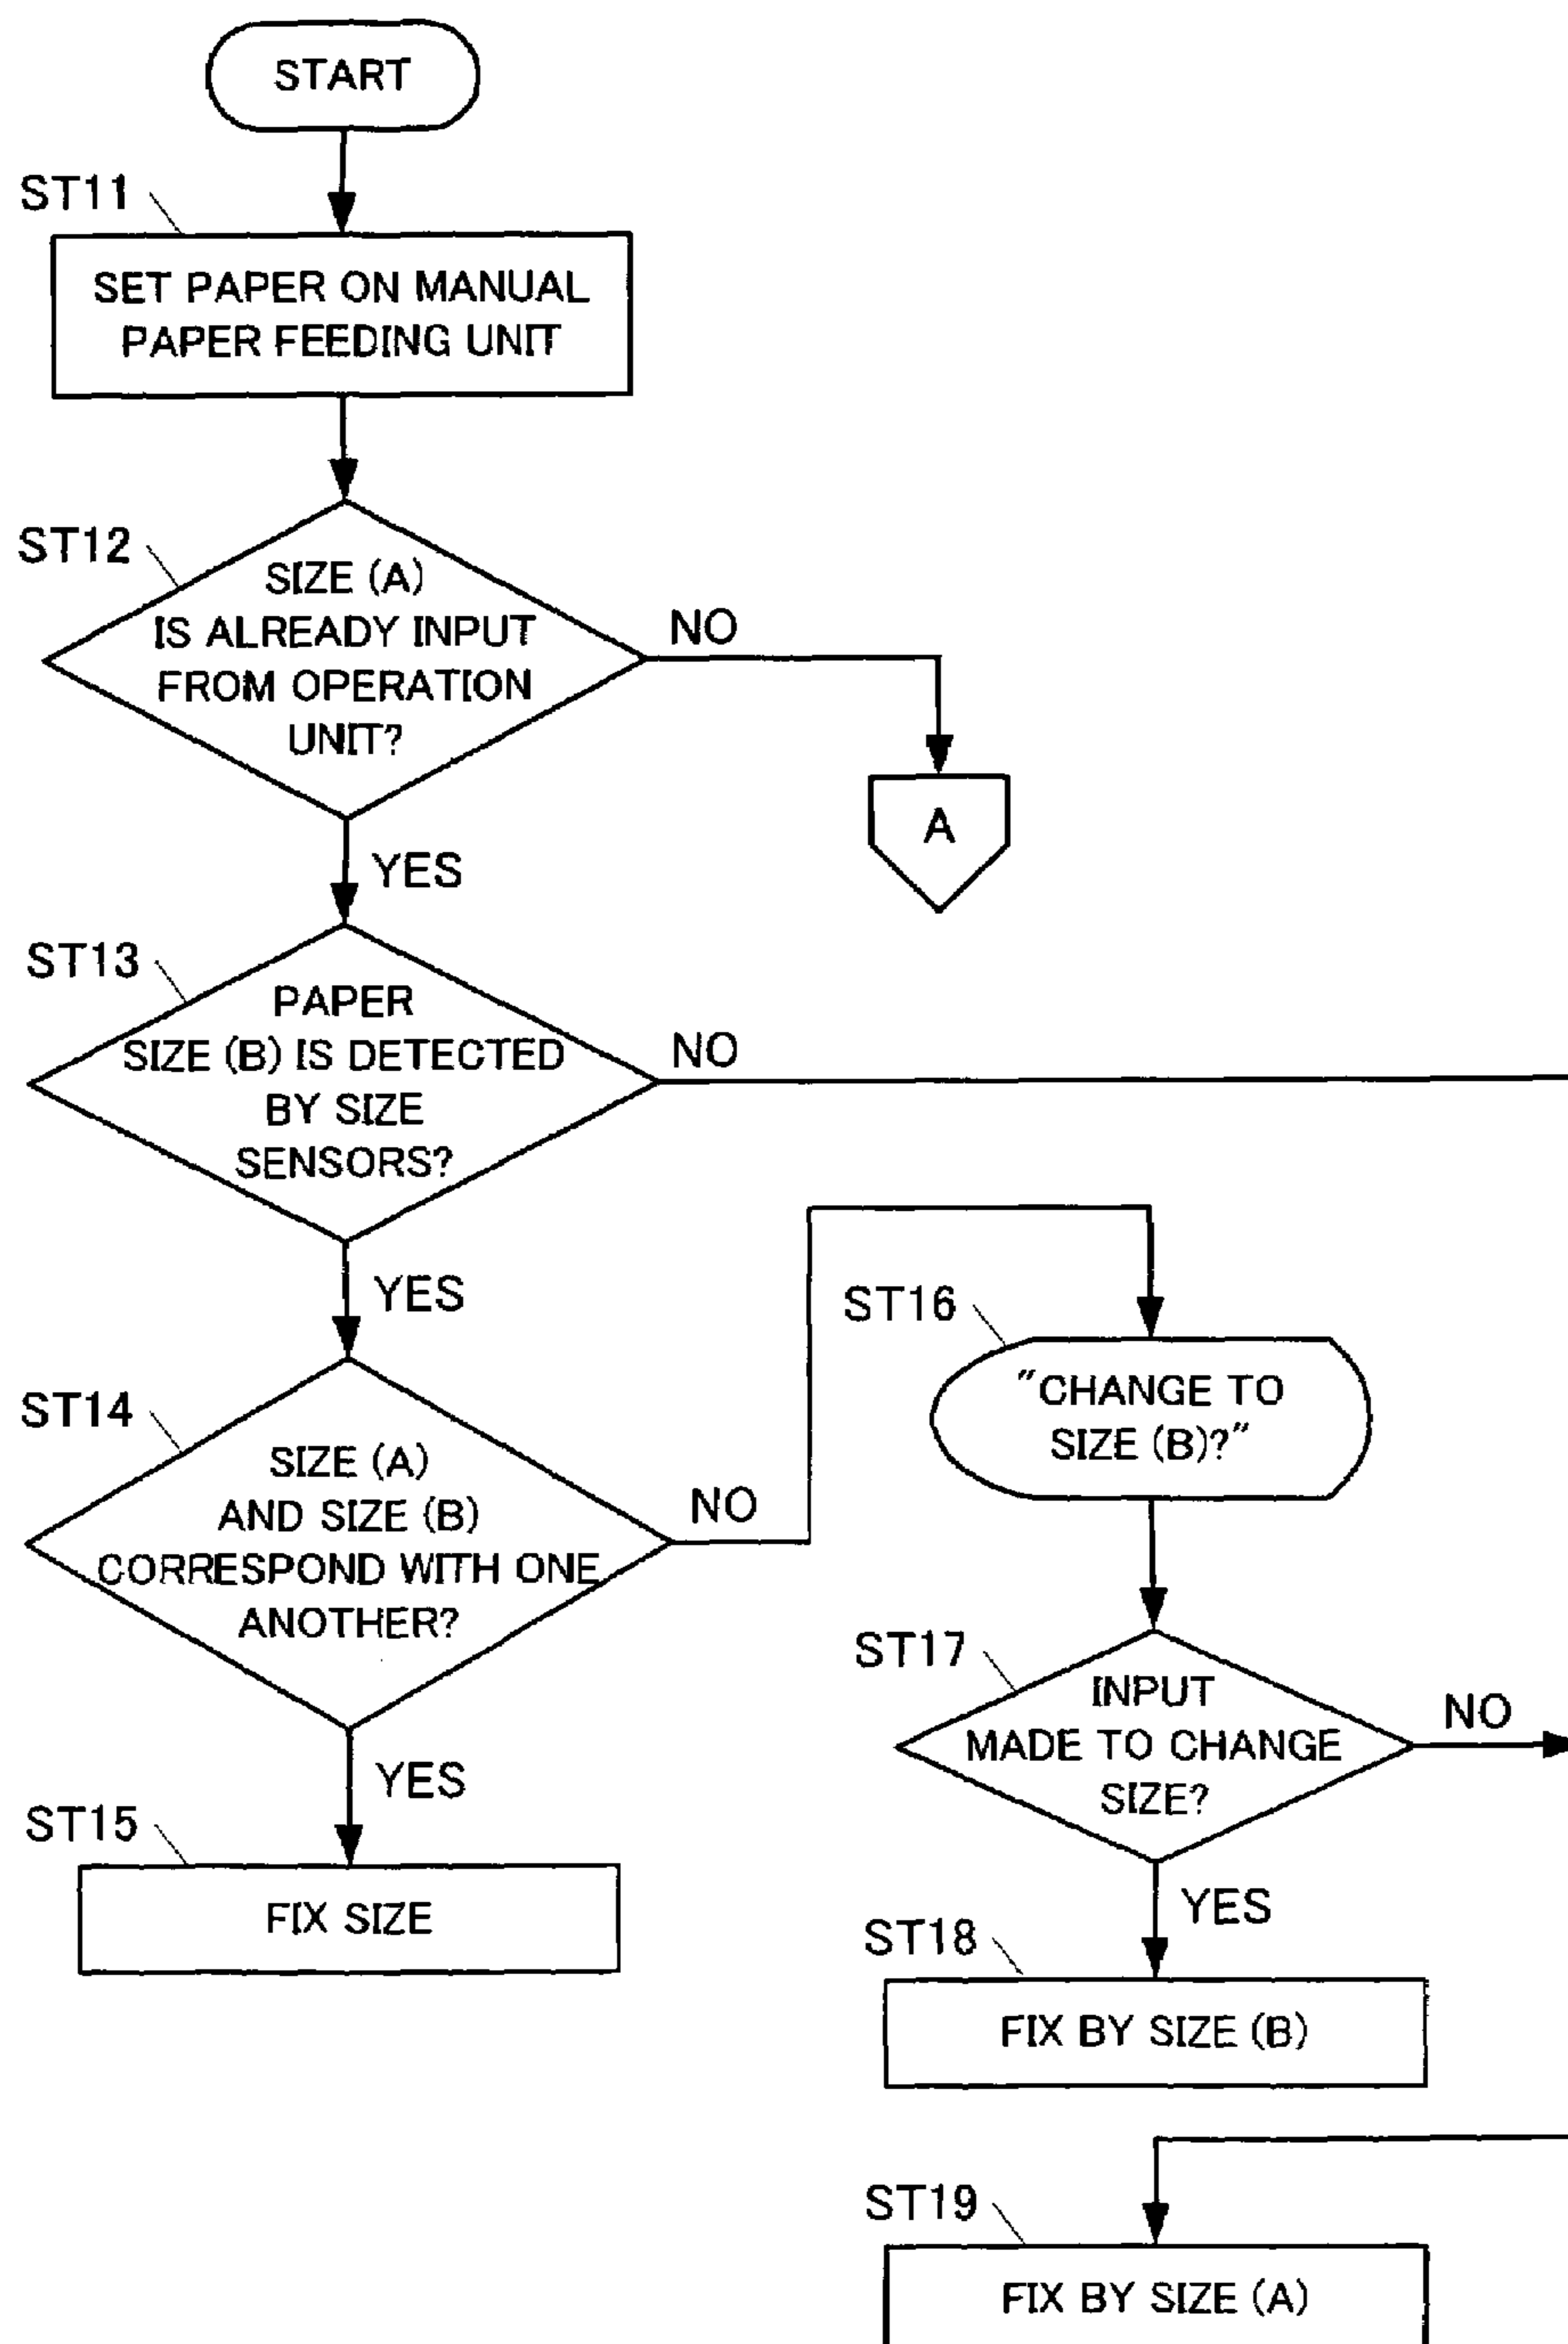 START
ST11
SET PAPER ON MANUAL
PAPER FEEDING UNIT
ST12
SIZE (A)
IS ALREADY INPUT
FROM OPERATION
UNIT?
NO
A
YES
ST13
PAPER
SIZE (B) IS DETECTED
BY SIZE
SENSORS?
NO
YES
ST14
SIZE (A)
AND SIZE (B)
CORRESPOND WITH ONE
ANOTHER?
NO
YES
ST15
FIX SIZE
ST16
"CHANGE TO
SIZE (B)?"
ST17
INPUT
MADE TO CHANGE
SIZE?
NO
YES
ST18
FIX BY SIZE (B)
ST19
FIX BY SIZE (A)